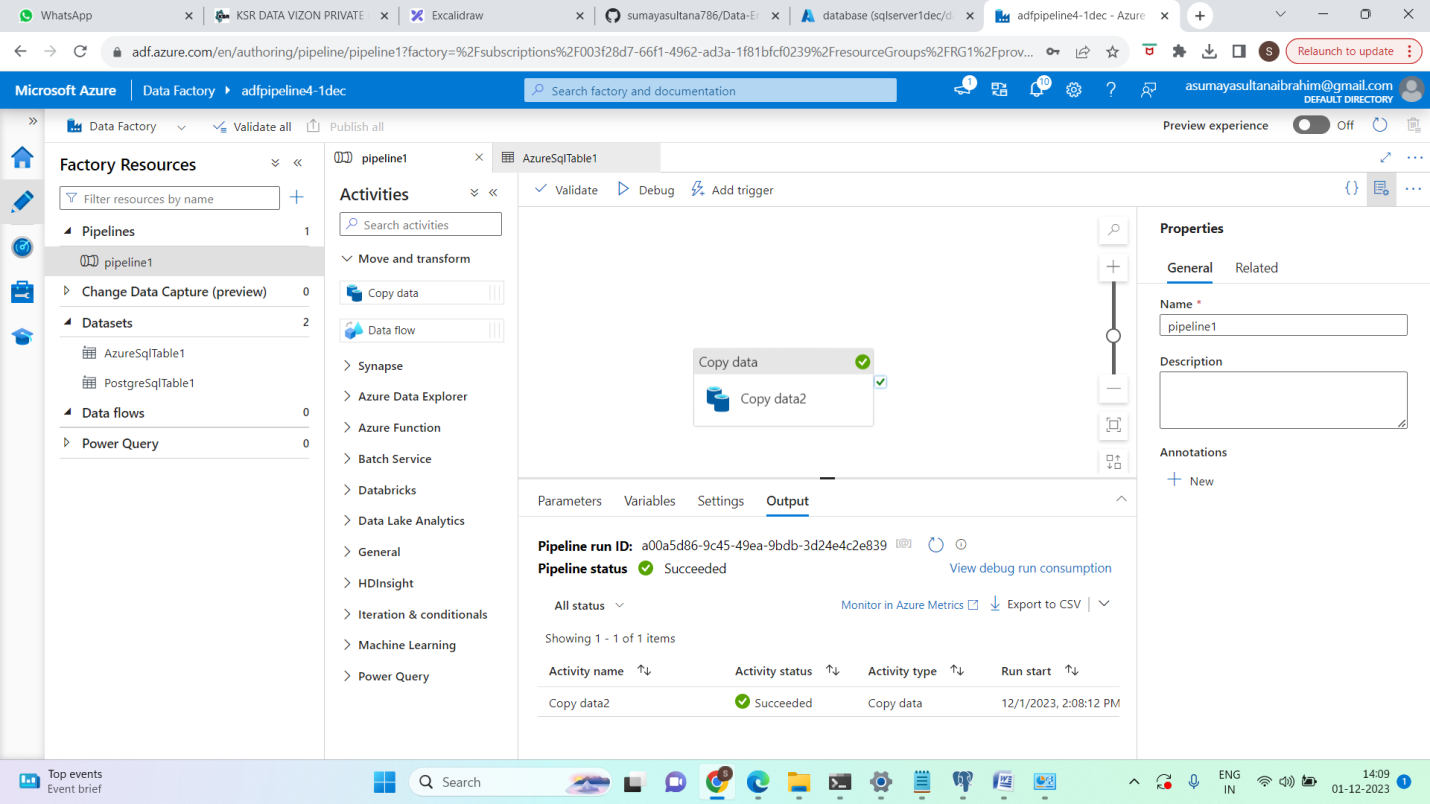 WhatsApp
KSR DATA VIZON PRIVATE
Excalidraw
sumayasultana786/Data-En
database (sqlserver1dec/da
adfpipeline4-1dec - Azure
adf.azure.com/en/authoring/pipeline/pipeline1?factory=%2Fsubscriptions%2F003f28d7-66f1-4962-ad3a-1f81bfcf0239%2FresourceGroups%2FRG1%2Fprov...
S
Relaunch to update
Microsoft Azure
Data Factory
adfpipeline4-1dec
Search factory and documentation
1
10
asumayasultanaibrahim@gmail.com
DEFAULT DIRECTORY
Data Factory
Validate all
Publish all
Preview experience
Off
Factory Resources
Filter resources by name
Pipelines 1
pipeline1
Change Data Capture (preview) 0
Datasets 2
AzureSqlTable1
PostgreSqlTable1
Data flows 0
Power Query 0
pipeline1
AzureSqlTable1
Activities
Search activities
Move and transform
Copy data
Data flow
Synapse
Azure Data Explorer
Azure Function
Batch Service
Databricks
Data Lake Analytics
General
HDInsight
Iteration & conditionals
Machine Learning
Power Query
Validate
Debug
Add trigger
Copy data
Copy data2
Parameters
Variables
Settings
Output
Pipeline run ID: a00a5d86-9c45-49ea-9bdb-3d24e4c2e839
Pipeline status Succeeded
View debug run consumption
All status
Monitor in Azure Metrics
Export to CSV
Showing 1 - 1 of 1 items
Activity name Activity status Activity type Run start
Copy data2 Succeeded Copy data 12/1/2023, 2:08:12 PM
Properties
General
Related
Name *
pipeline1
Description
Annotations
New
Top events
Event brief
Search
S
ENG
IN
14:09
01-12-2023
1